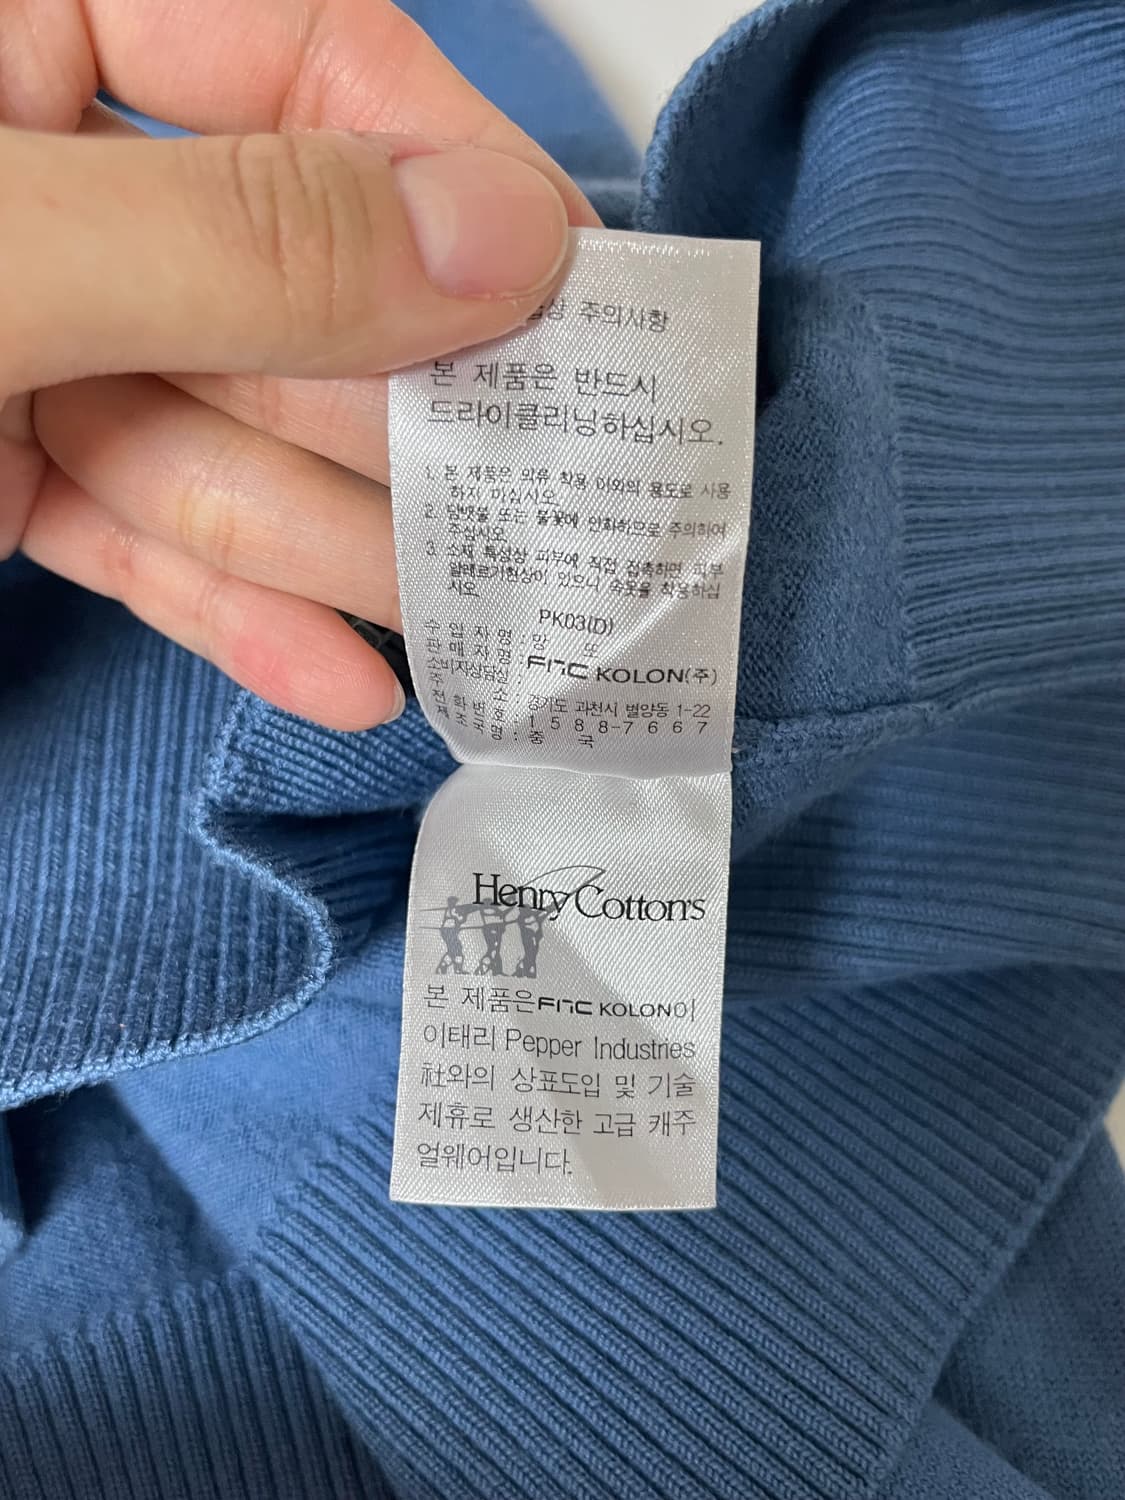 주의사항
본 제품은 반드시
드라이클리닝하십시오.
1. 본 제품은 의류 착용 이외의 용도로 사용
하지 마십시오.
2. 담뱃불 또는 불꽃에 인화하므로 주의하여
주십시오
3. 소재 특성상 피부에 직접 접촉하면 피부
알레르기현상이 있으니 속옷을 착용하십
시오
PK03(D)
수 입 자 명 :
판 매 자 명 : FnC KOLON(주)
소비자상담실 :
주 소 : 경기도 과천시 별양동 1-22
전 화 번 호 : 1588-7667
제 조 국 명 : 중 국
Henry Cotton's
본 제품은 FnC KOLON이
이태리 Pepper Industries
社와의 상표도입 및 기술
제휴로 생산한 고급 캐주
얼웨어입니다.